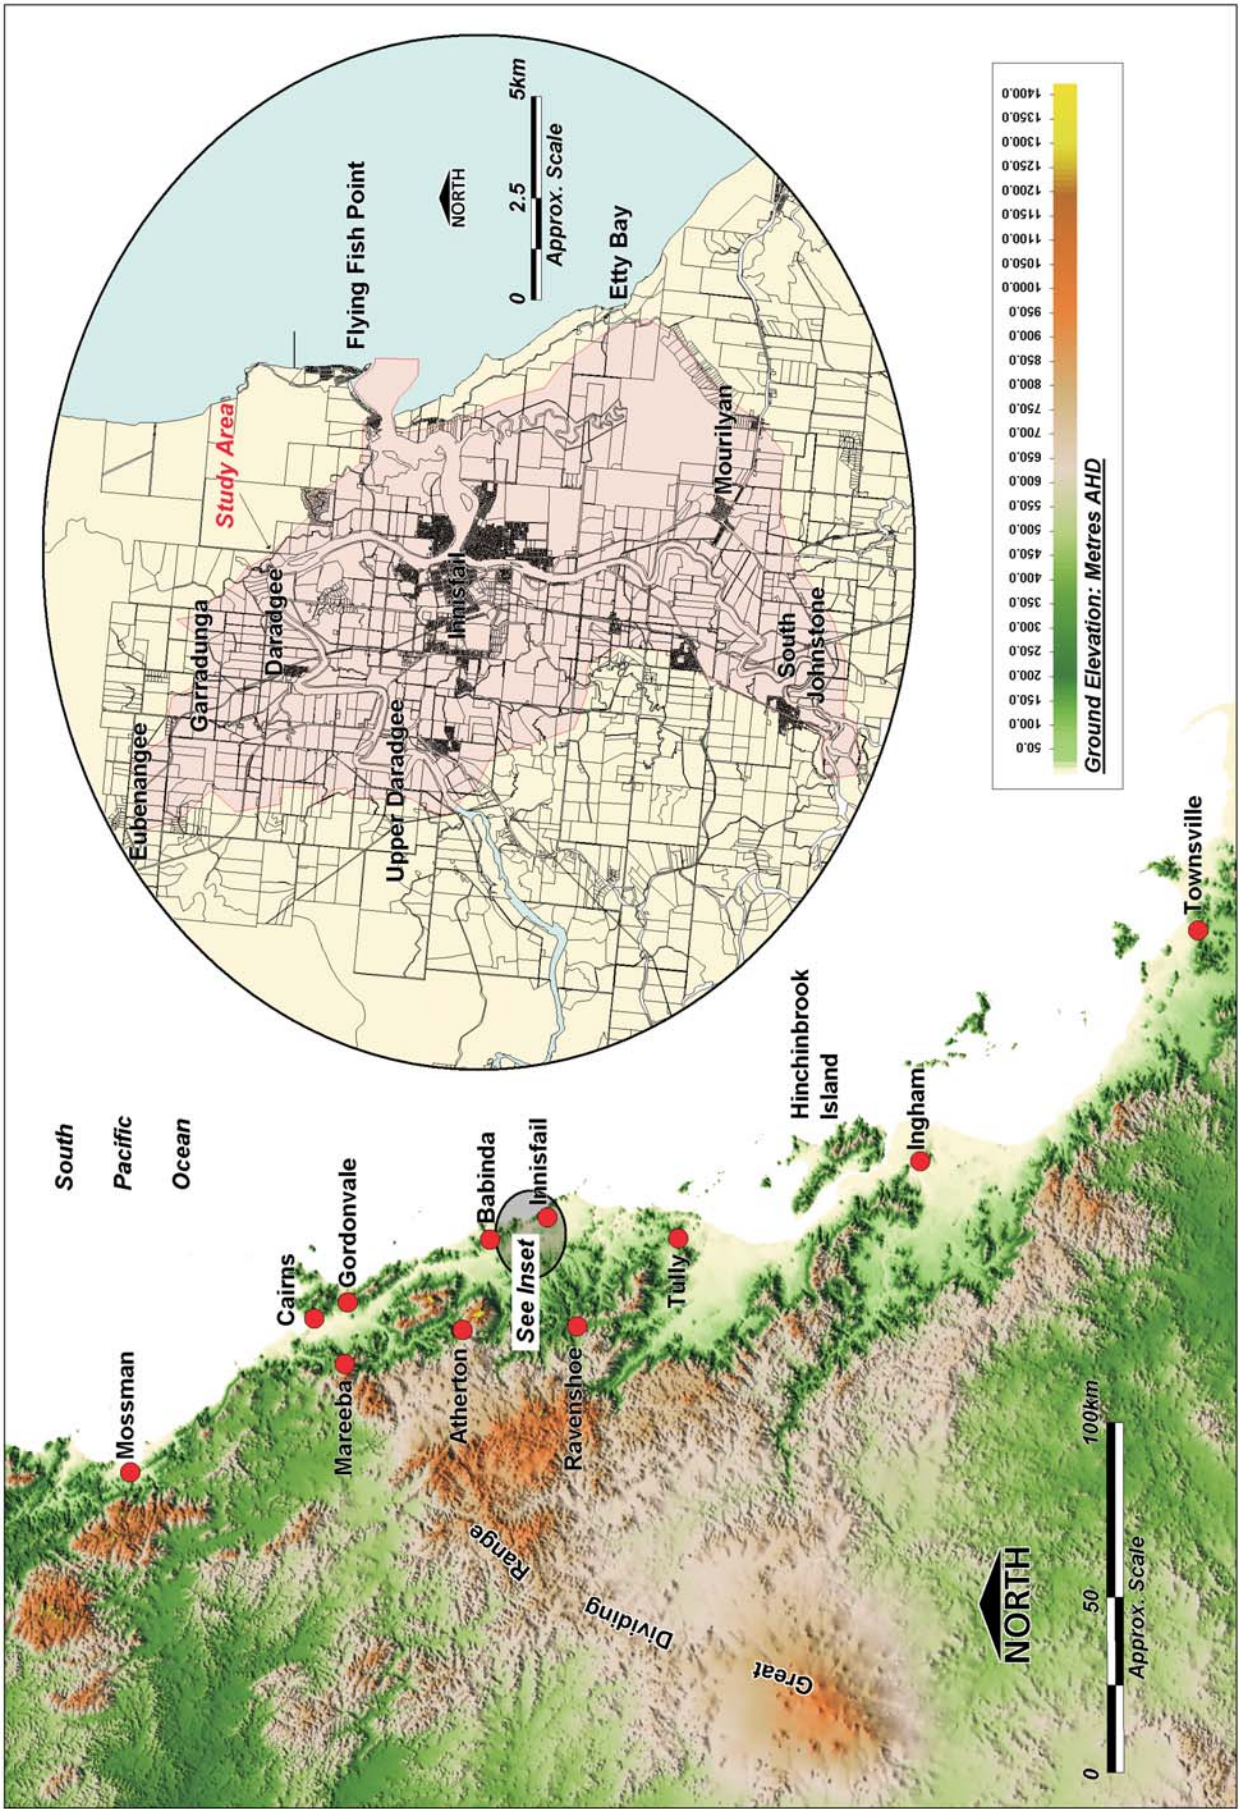 South
Pacific
Ocean
Mossman
Cairns
Gordonvale
Mareeba
Atherton
Babinda
See Inset
Innisfail
Ravenshoe
Tully
Hinchinbrook
Island
Ingham
Townsville
Great
Dividing
Range
NORTH
0
50
100km
Approx. Scale
Eubenangee
Garradunga
Study Area
Daradgee
Upper Daradgee
Innisfail
Flying Fish Point
NORTH
0
2.5
5km
Approx. Scale
Etty Bay
Mourilyan
South
Johnstone
1400.0
1350.0
1300.0
1250.0
1200.0
1150.0
1100.0
1050.0
1000.0
950.0
900.0
850.0
800.0
750.0
700.0
650.0
600.0
550.0
500.0
450.0
400.0
350.0
300.0
250.0
200.0
150.0
100.0
50.0
Ground Elevation: Metres AHD